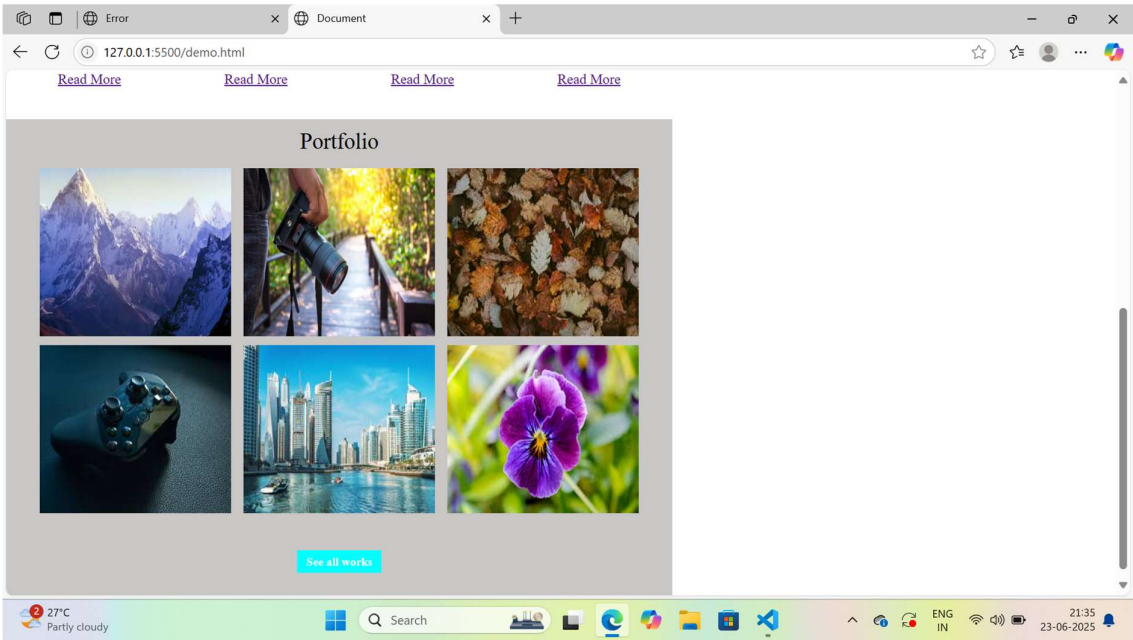 Error
Document
127.0.0.1:5500/demo.html
Read More Read More Read More Read More
Portfolio
See all works
2
27°C
Partly cloudy
Search
ENG
IN
21:35
23-06-2025